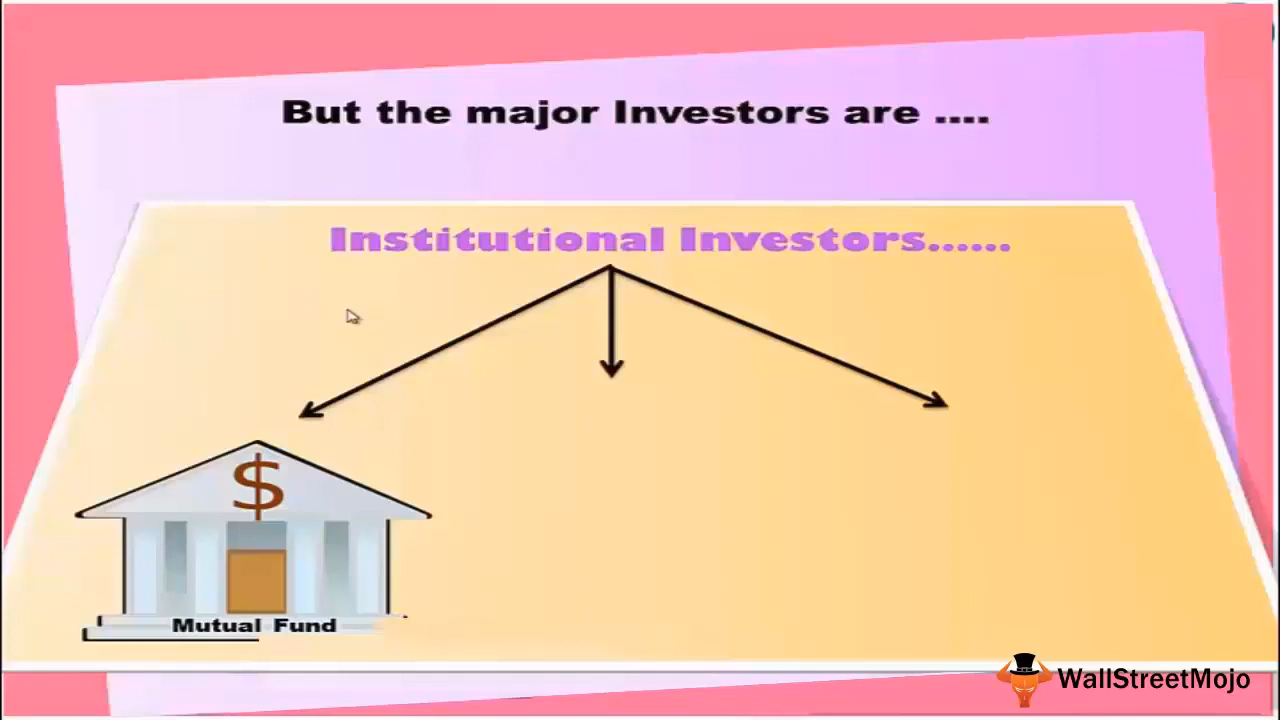 But the major Investors are ....
Institutional Investors......
$
Mutual Fund
WallStreetMojo